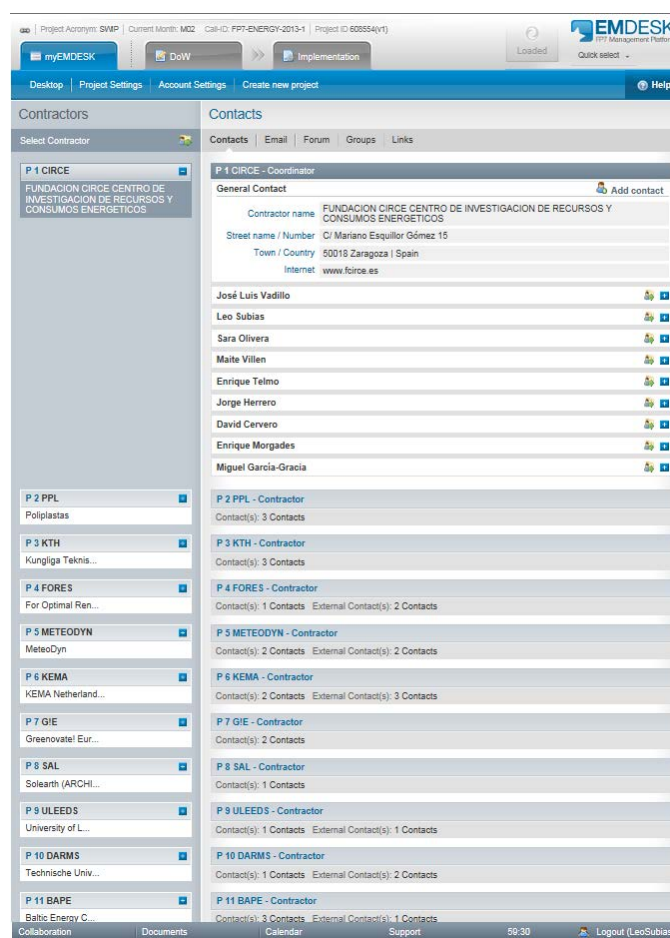 Project Acronym: SWIP | Current Month: M02 Call-ID: FP7-ENERGY-2013-1 | Project ID 608554(v1)
EMDESK
FP7 Management Platfor
Loaded
Quick select
myEMDESK DoW Implementation
Desktop Project Settings Account Settings Create new project Help
Contractors
Select Contractor
P 1 CIRCE
FUNDACION CIRCE CENTRO DE
INVESTIGACION DE RECURSOS Y
CONSUMOS ENERGETICOS
P 2 PPL
Poliplastas
P 3 KTH
Kungliga Teknis...
P 4 FORES
For Optimal Ren...
P 5 METEODYN
MeteoDyn
P 6 KEMA
KEMA Netherland...
P 7 G!E
Greenovate! Eur...
P 8 SAL
Solearth (ARCHI...
P 9 ULEEDS
University of L...
P 10 DARMS
Technische Univ...
P 11 BAPE
Baltic Energy C...
Contacts
Contacts Email Forum Groups Links
P 1 CIRCE - Coordinator
General Contact Add contact
Contractor name FUNDACION CIRCE CENTRO DE INVESTIGACION DE RECURSOS Y
CONSUMOS ENERGETICOS
Street name / Number C/ Mariano Esquillor Gómez 15
Town / Country 50018 Zaragoza | Spain
Internet www.fcirce.es
José Luis Vadillo
Leo Subias
Sara Olivera
Maite Villen
Enrique Telmo
Jorge Herrero
David Cervero
Enrique Morgades
Miguel García-Gracia
P 2 PPL - Contractor
Contact(s): 3 Contacts
P 3 KTH - Contractor
Contact(s): 3 Contacts
P 4 FORES - Contractor
Contact(s): 1 Contacts External Contact(s): 2 Contacts
P 5 METEODYN - Contractor
Contact(s): 2 Contacts External Contact(s): 2 Contacts
P 6 KEMA - Contractor
Contact(s): 2 Contacts External Contact(s): 3 Contacts
P 7 G!E - Contractor
Contact(s): 2 Contacts
P 8 SAL - Contractor
Contact(s): 1 Contacts
P 9 ULEEDS - Contractor
Contact(s): 1 Contacts External Contact(s): 1 Contacts
P 10 DARMS - Contractor
Contact(s): 1 Contacts External Contact(s): 2 Contacts
P 11 BAPE - Contractor
Contact(s): 3 Contacts External Contact(s): 1 Contacts
Collaboration Documents Calendar Support 59:30 Logout (LeoSubias